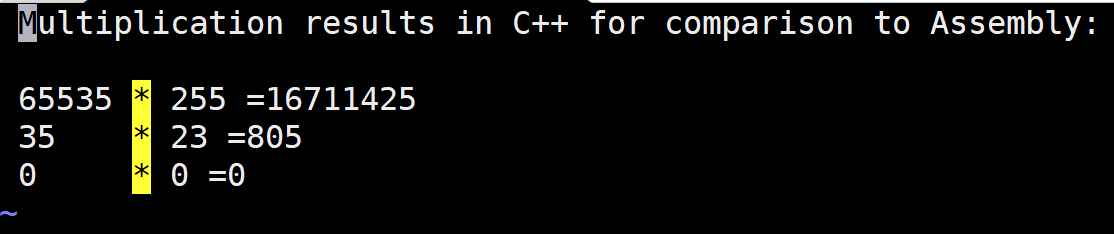 Multiplication results in C++ for comparison to Assembly:
65535 * 255 =16711425
35    * 23 =805
0     * 0 =0
~